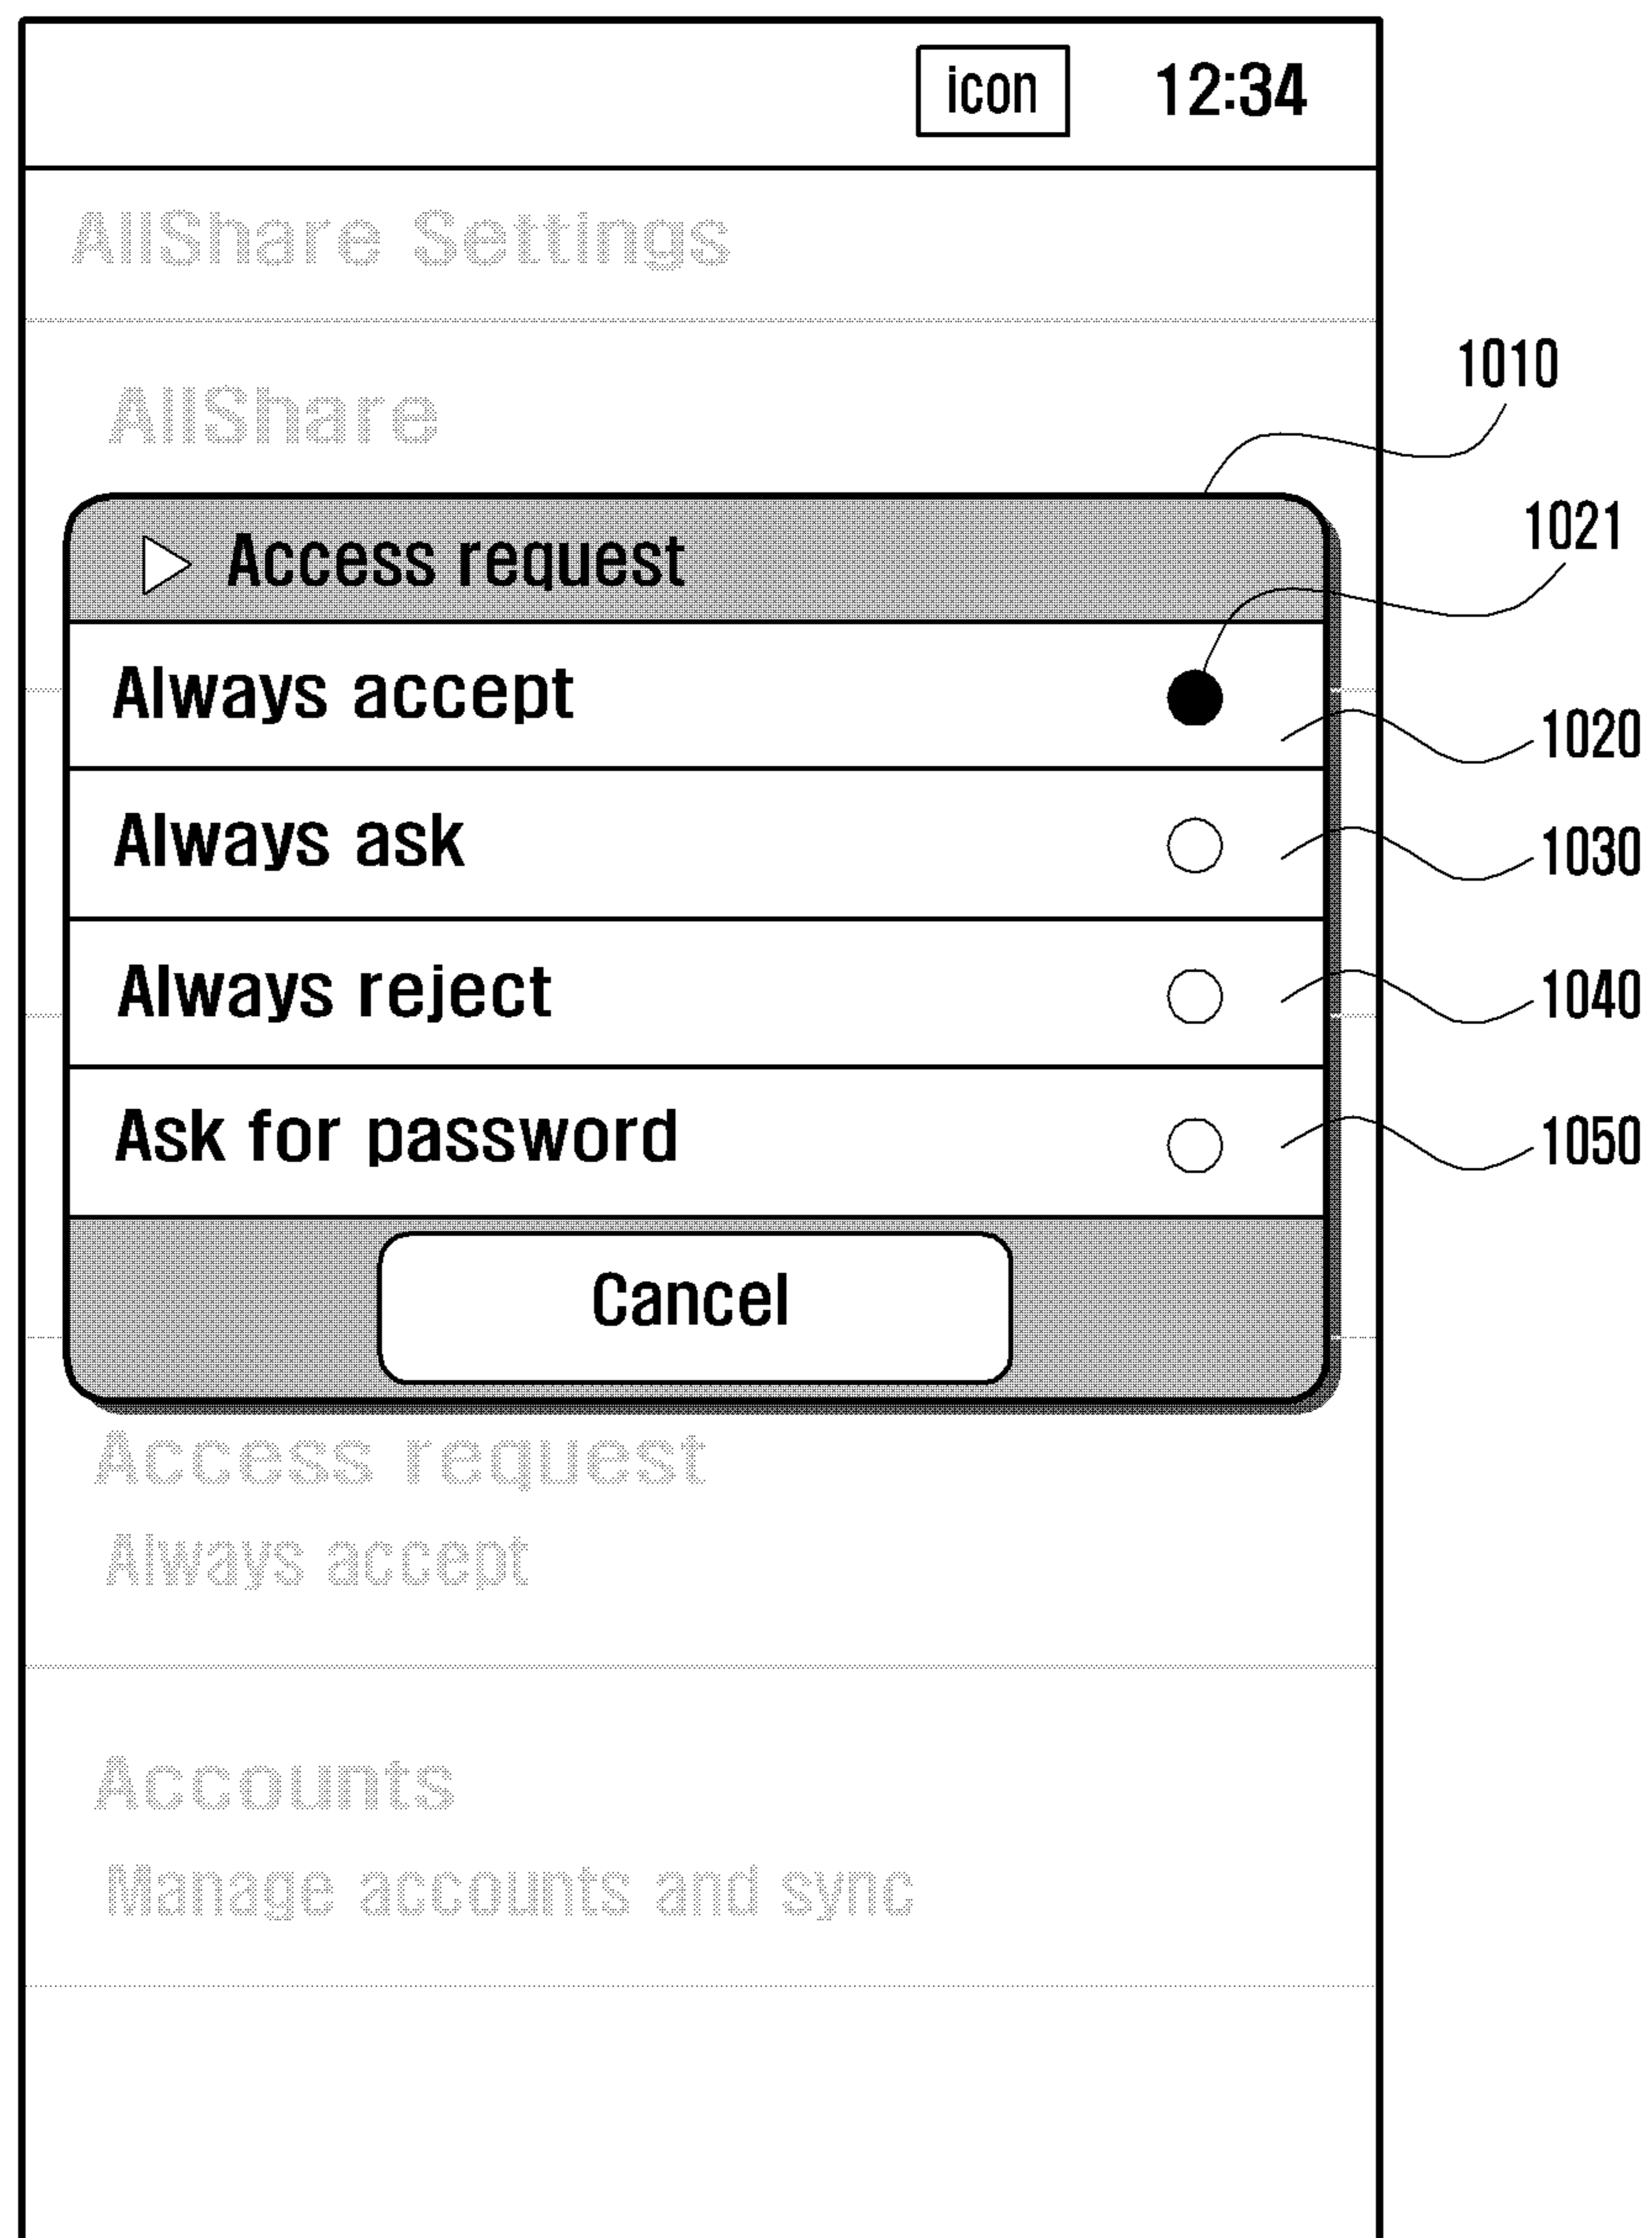 icon 12:34
AllShare Settings
AllShare
1010
1021
Access request
Always accept
1020
Always ask
1030
Always reject
1040
Ask for password
1050
Cancel
Access request
Always accept
Accounts
Manage accounts and sync